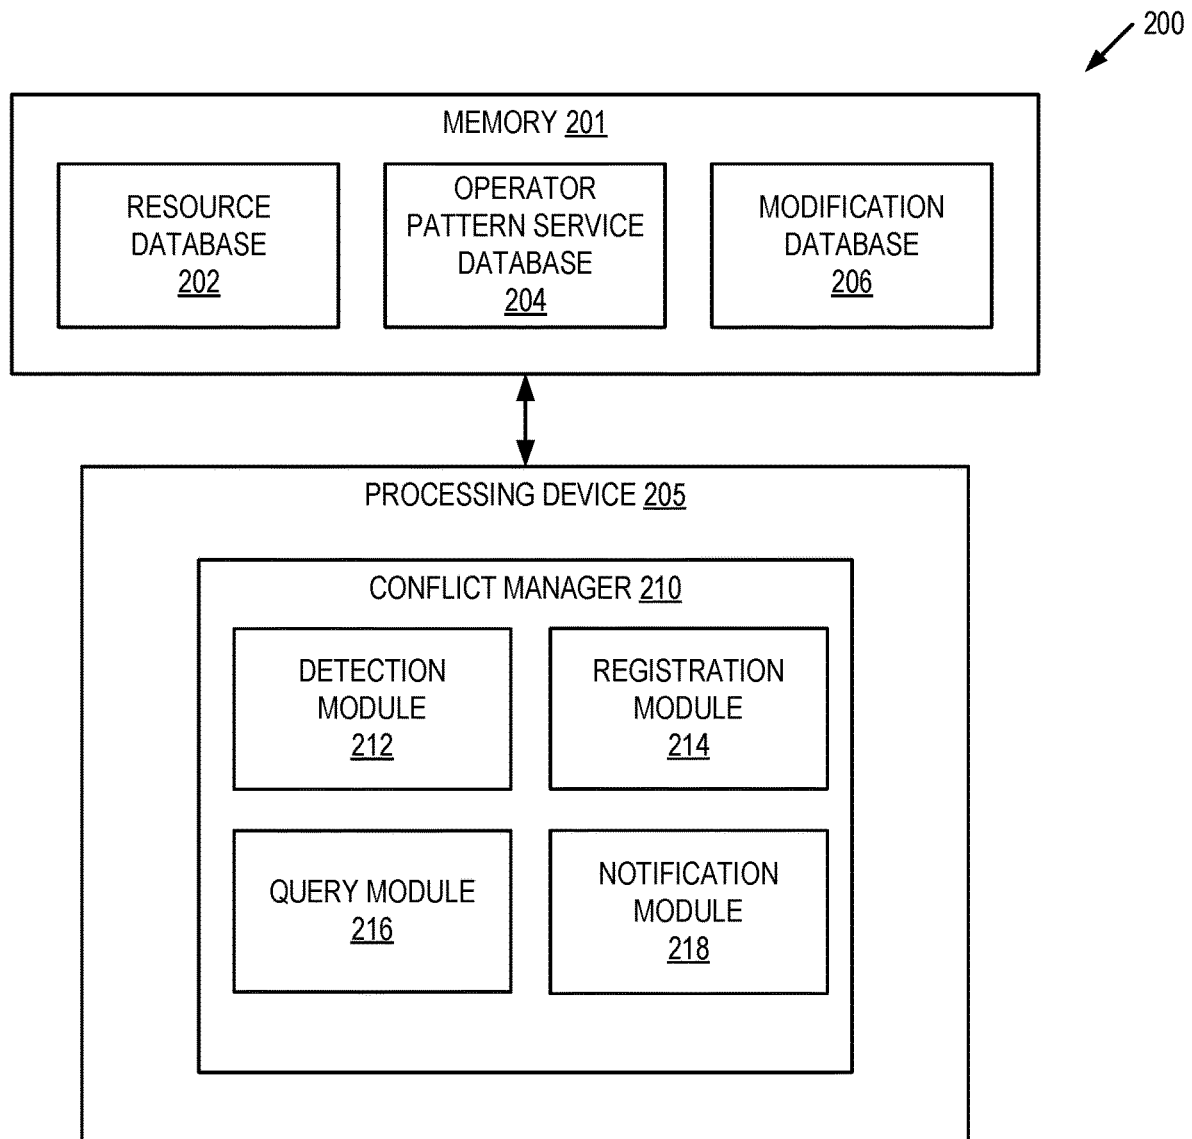 200
MEMORY 201
RESOURCE
DATABASE
202
OPERATOR
PATTERN SERVICE
DATABASE
204
MODIFICATION
DATABASE
206
PROCESSING DEVICE 205
CONFLICT MANAGER 210
DETECTION
MODULE
212
REGISTRATION
MODULE
214
QUERY MODULE
216
NOTIFICATION
MODULE
218